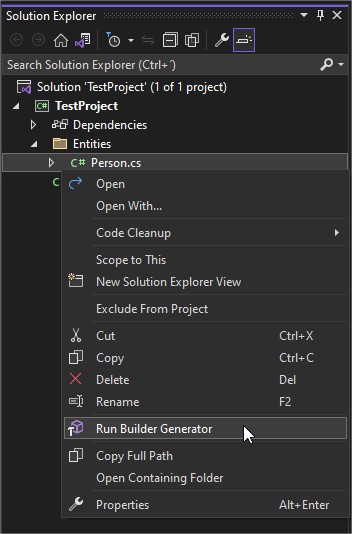 Solution Explorer
Search Solution Explorer (Ctrl+´)
Solution 'TestProject' (1 of 1 project)
C# TestProject
Dependencies
Entities
C# Person.cs
C
Open
Open With...
Code Cleanup
Scope to This
New Solution Explorer View
Exclude From Project
Cut Ctrl+X
Copy Ctrl+C
Delete Del
Rename F2
Run Builder Generator
Copy Full Path
Open Containing Folder
Properties Alt+Enter